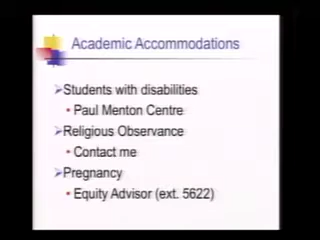 Academic Accommodations
Students with disabilities
Paul Menton Centre
Religious Observance
Contact me
Pregnancy
Equity Advisor (ext. 5622)